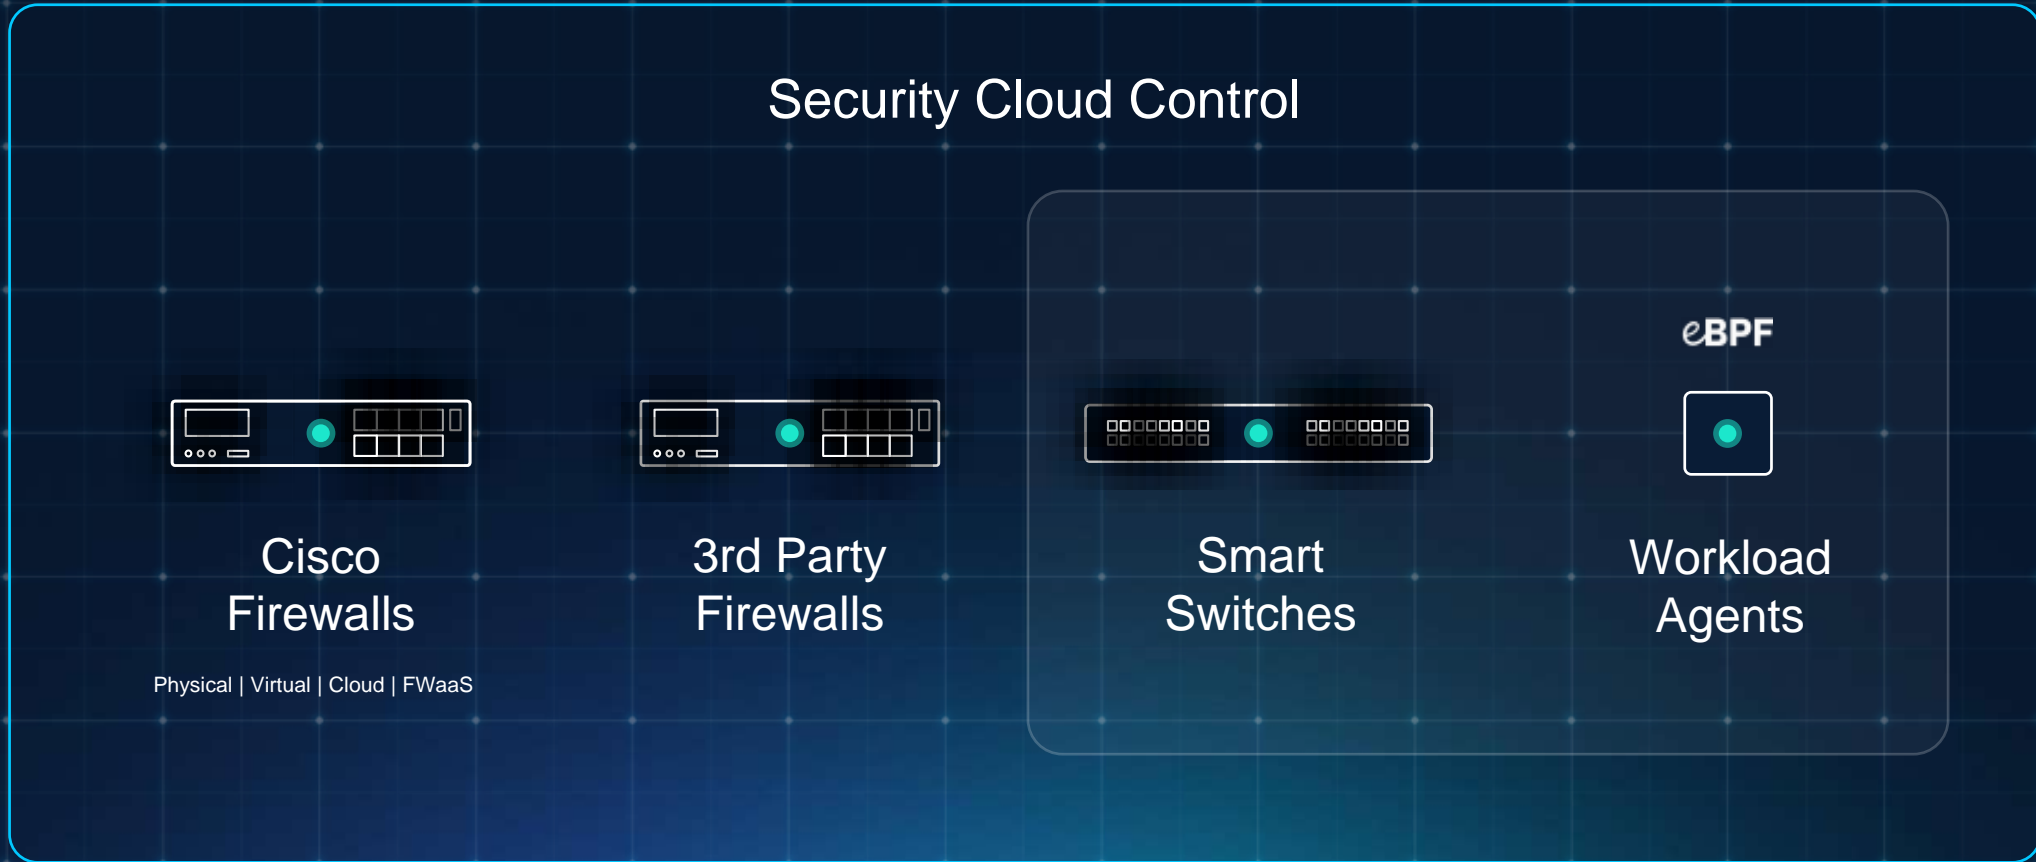 Security Cloud Control
eBPF
Cisco
Firewalls
3rd Party
Firewalls
Smart
Switches
Workload
Agents
Physical | Virtual | Cloud | FWaaS